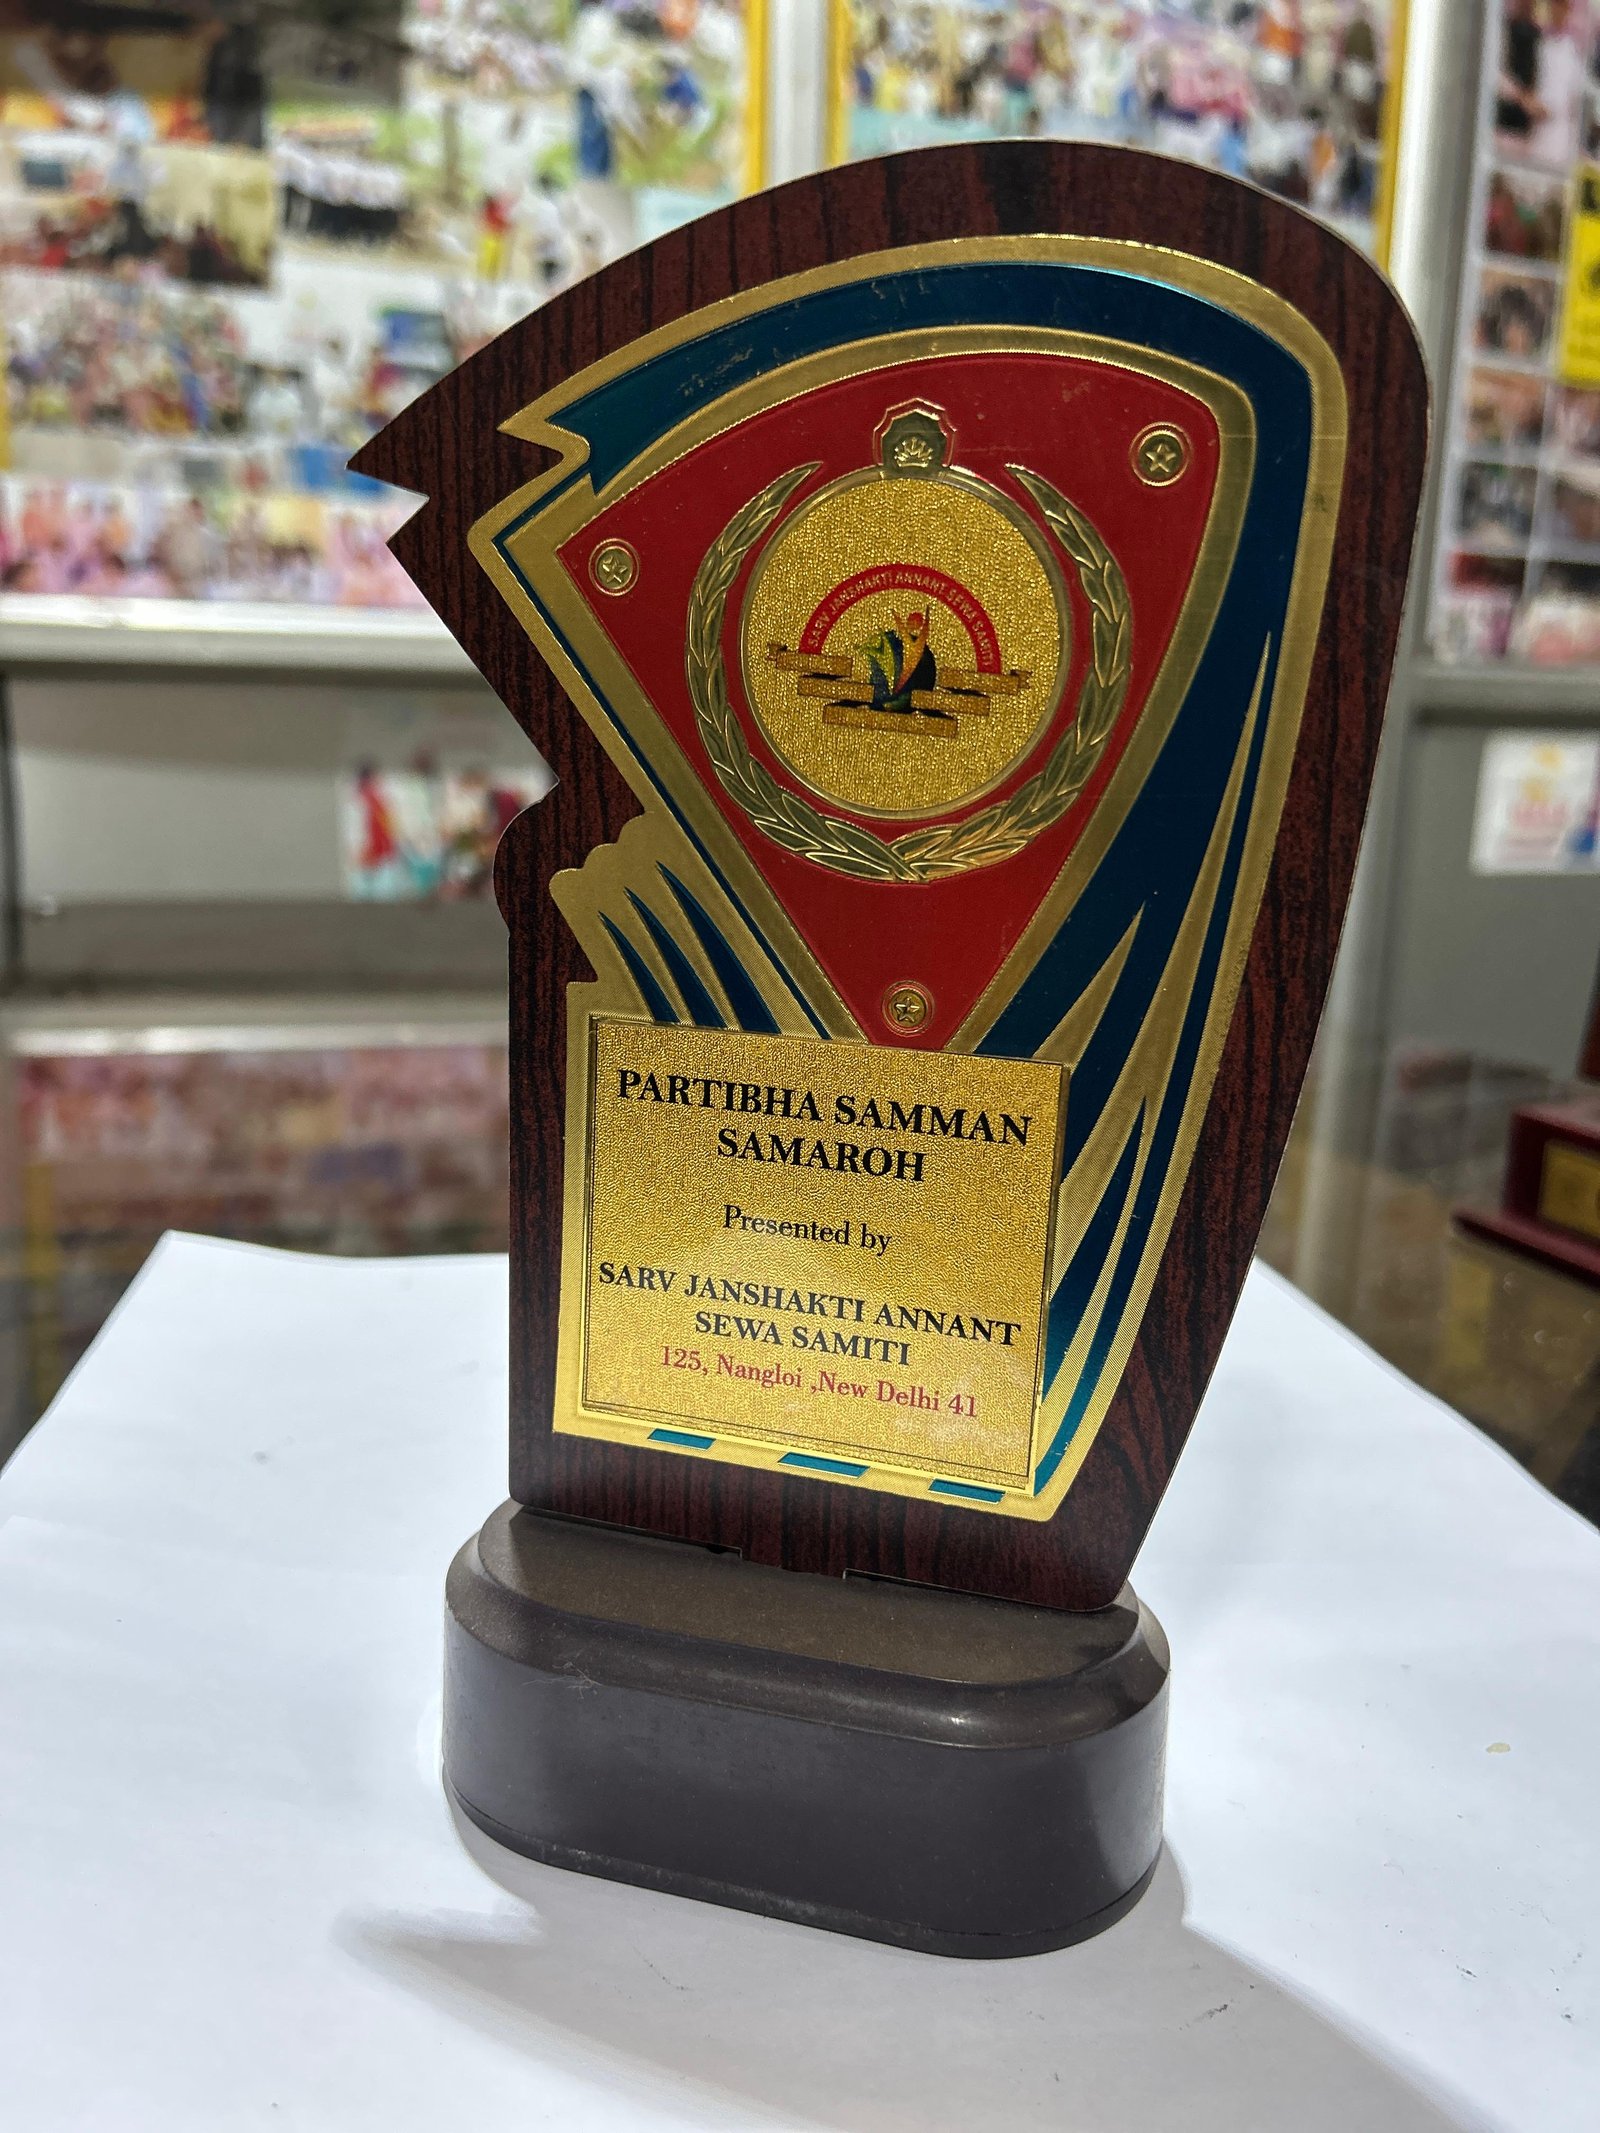 SARV JANSHAKTI ANNANT SEWA SAMITI
PARTIBHA SAMMAN
SAMAROH
Presented by
SARV JANSHAKTI ANNANT
SEWA SAMITI
125, Nangloi ,New Delhi 41